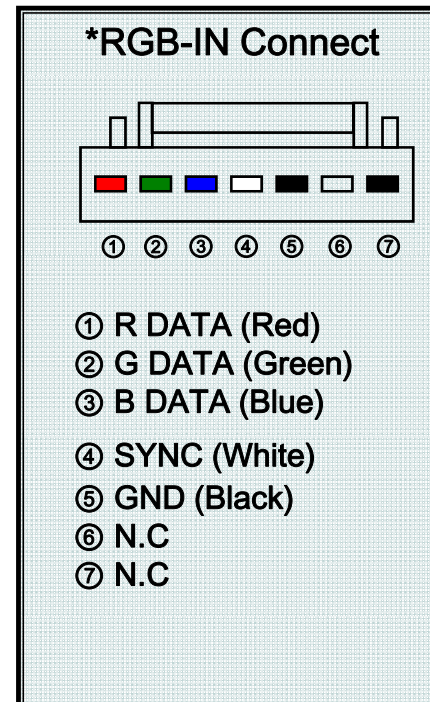 *RGB-IN Connect
① ② ③ ④ ⑤ ⑥ ⑦
① R DATA (Red)
② G DATA (Green)
③ B DATA (Blue)
④ SYNC (White)
⑤ GND (Black)
⑥ N.C
⑦ N.C